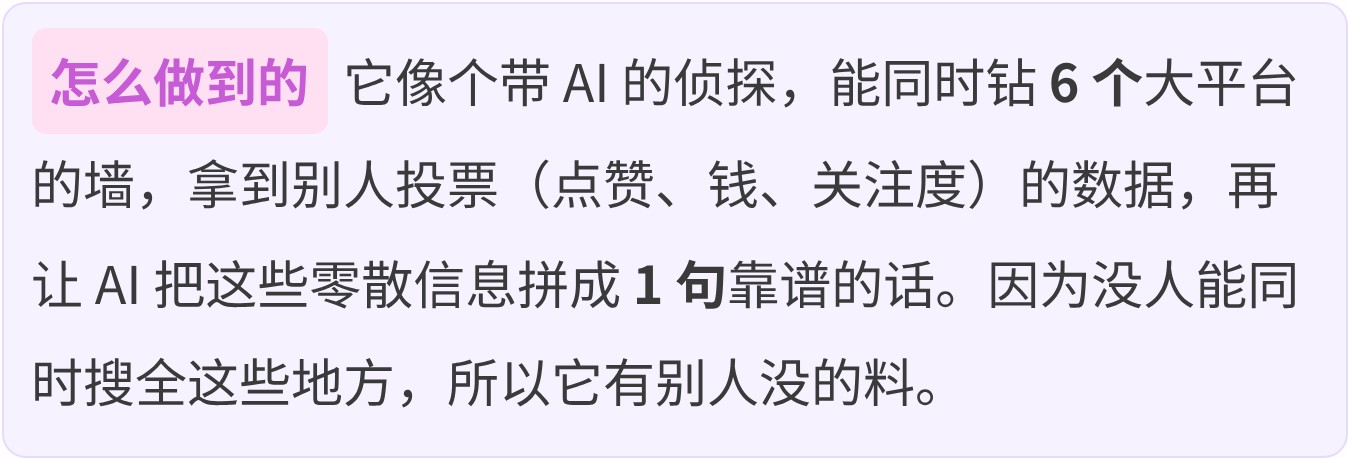 怎么做到的 它像个带 AI 的侦探，能同时钻 6 个大平台
的墙，拿到别人投票（点赞、钱、关注度）的数据，再
让 AI 把这些零散信息拼成 1 句靠谱的话。因为没人能同
时搜全这些地方，所以它有别人没的料。